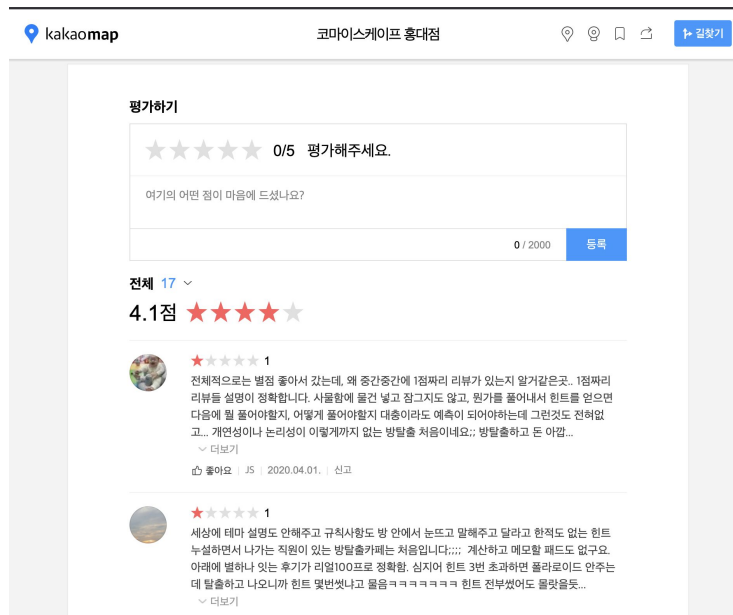 kakaomap
코마이스케이프 홍대점
길찾기
평가하기
0/5 평가해주세요.
여기의 어떤 점이 마음에 드셨나요?
0 / 2000
등록
전체 17
4.1점
1
전체적으로는 별점 좋아서 갔는데, 왜 중간중간에 1점짜리 리뷰가 있는지 알거같은곳.. 1점짜리
리뷰들 설명이 정확합니다. 사물함에 물건 넣고 잠그지도 않고, 뭔가를 풀어내서 힌트를 얻으면
다음에 뭘 풀어야할지, 어떻게 풀어야할지 대충이라도 예측이 되어야하는데 그런것도 전혀없
고... 개연성이나 논리성이 이렇게까지 없는 방탈출 처음이네요;; 방탈출하고 돈 아깝...
더보기
좋아요 JS 2020.04.01. 신고
1
세상에 테마 설명도 안해주고 규칙사항도 방 안에서 눈뜨고 말해주고 달라고 한적도 없는 힌트
누설하면서 나가는 직원이 있는 방탈출카페는 처음입니다;;;; 계산하고 메모할 패드도 없구요.
아래에 별하나 잇는 후기가 리얼100프로 정확함. 심지어 힌트 3번 초과하면 폴라로이드 안주는
데 탈출하고 나오니까 힌트 몇번썻냐고 물음ㅋㅋㅋㅋㅋㅋㅋ 힌트 전부썼어도 몰랏을듯...
더보기